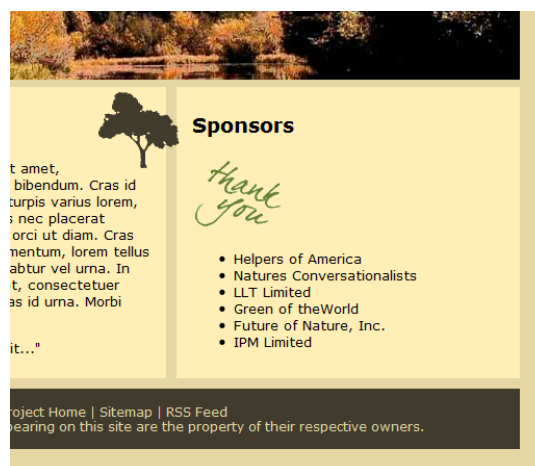 t amet,
bibendum. Cras id
turpis varius lorem,
s nec placerat
orci ut diam. Cras
mentum, lorem tellus
abtur vel urna. In
t, consectetuer
as id urna. Morbi
it..."
Sponsors
thank
you
• Helpers of America
• Natures Conversationalists
• LLT Limited
• Green of theWorld
• Future of Nature, Inc.
• IPM Limited
roject Home | Sitemap | RSS Feed
pearing on this site are the property of their respective owners.